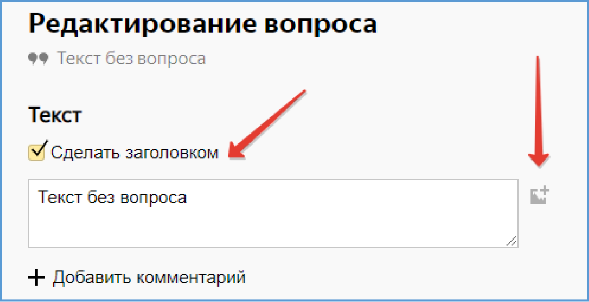 Редактирование вопроса
Текст без вопроса
Текст
Сделать заголовком
Текст без вопроса
Добавить комментарий